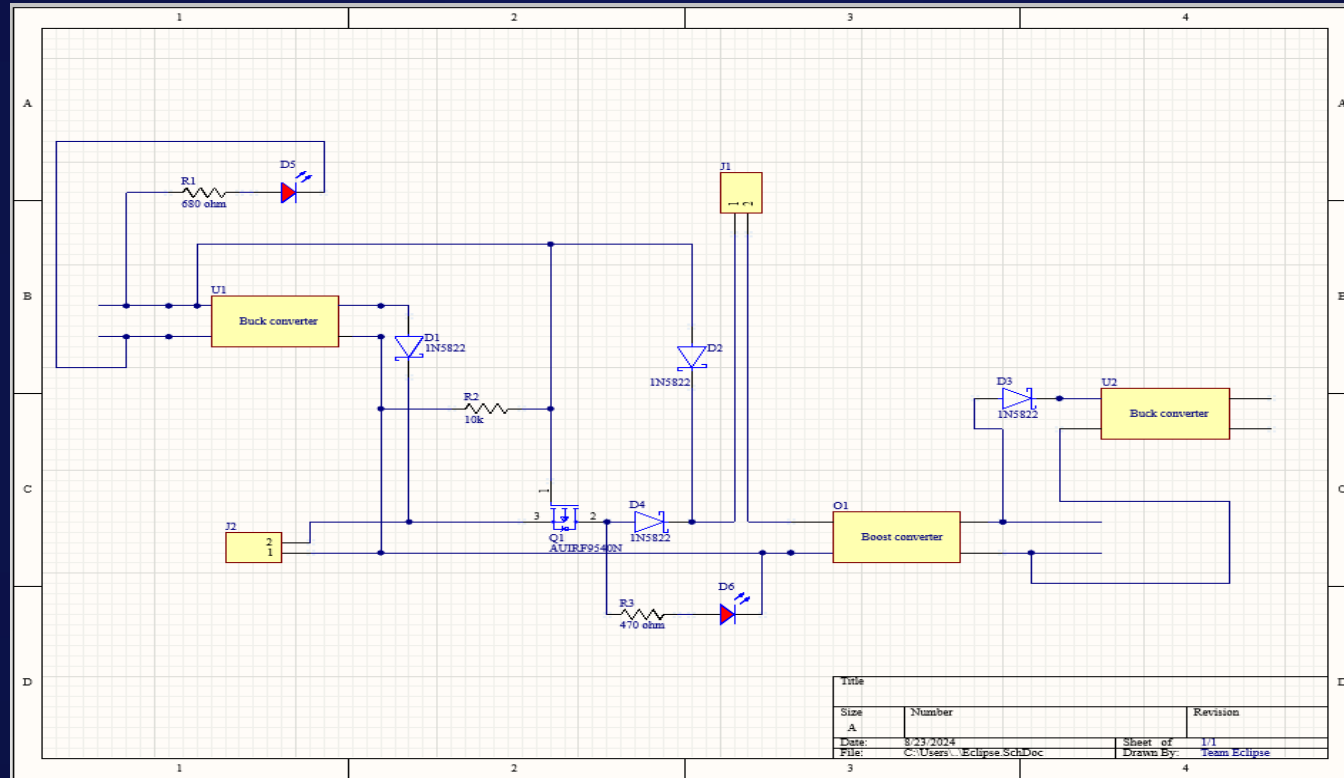 1 2 3 4
A A
D5
R1
680 ohm
J1
1 2
B B
U1
Buck converter
D1
1N5822
D2
1N5822
R2
10k
D3
1N5822
U2
Buck converter
C C
1
3 2
Q1
AUIRF9540N
D4
1N5822
O1
Boost converter
J2
2
1
D6
R3
470 ohm
D D
Title
Size Number Revision
A
Date: 8/23/2024 Sheet of 1/1
File: C:\Users\..\Eclipse.SchDoc Drawn By: Team Eclipse
1 2 3 4